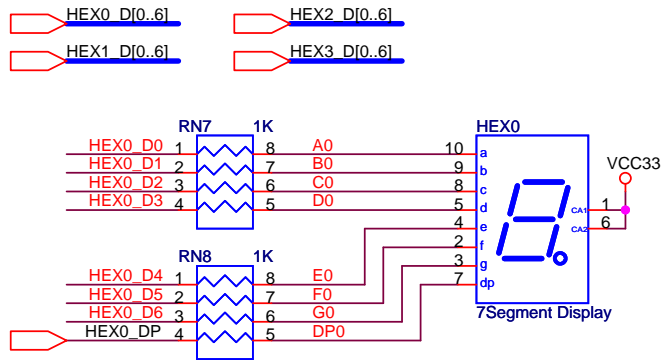 HEX0_D[0..6] HEX2_D[0..6]
HEX1_D[0..6] HEX3_D[0..6]
RN7 1K HEX0
HEX0_D0 1 8 A0 10 a
HEX0_D1 2 7 B0 9 b
HEX0_D2 3 6 C0 8 c
HEX0_D3 4 5 D0 5 d
4 e
2 f
3 g
7 dp
VCC33
CA1 1
CA2 6
7Segment Display
RN8 1K
HEX0_D4 1 8 E0
HEX0_D5 2 7 F0
HEX0_D6 3 6 G0
HEX0_DP 4 5 DP0